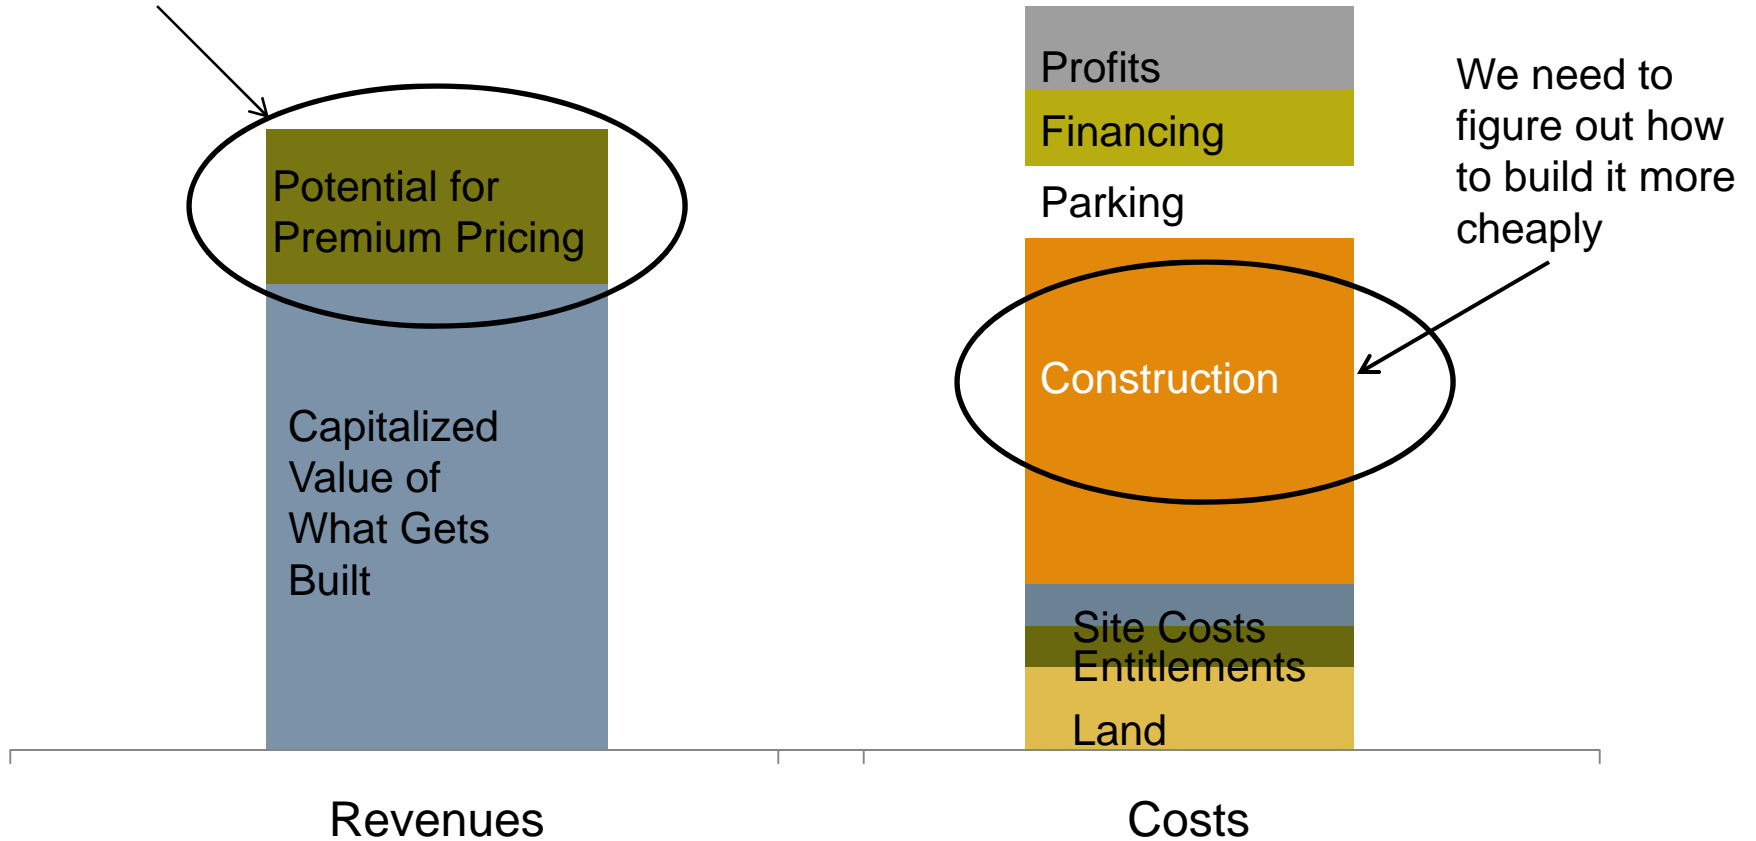 Potential for
Premium Pricing
Capitalized
Value of
What Gets
Built
Revenues
Profits
Financing
Parking
Construction
Site Costs
Entitlements
Land
Costs
We need to
figure out how
to build it more
cheaply